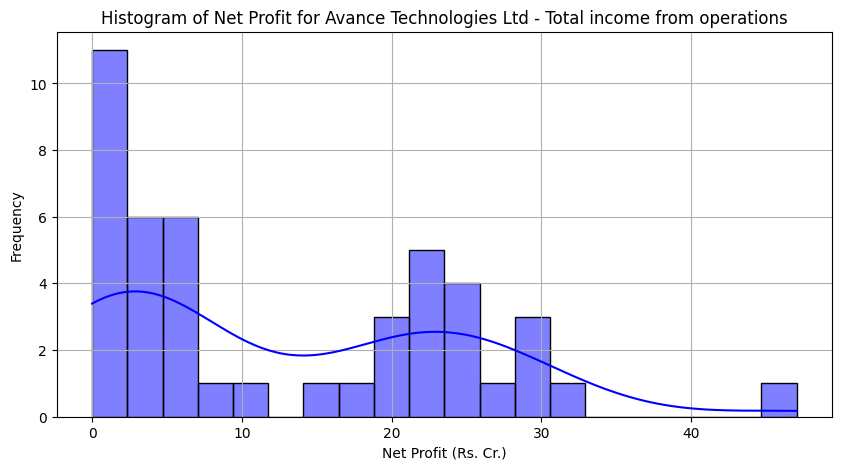 Histogram of Net Profit for Avance Technologies Ltd - Total income from operations
Frequency
10
8
6
4
2
0
0 10 20 30 40
Net Profit (Rs. Cr.)